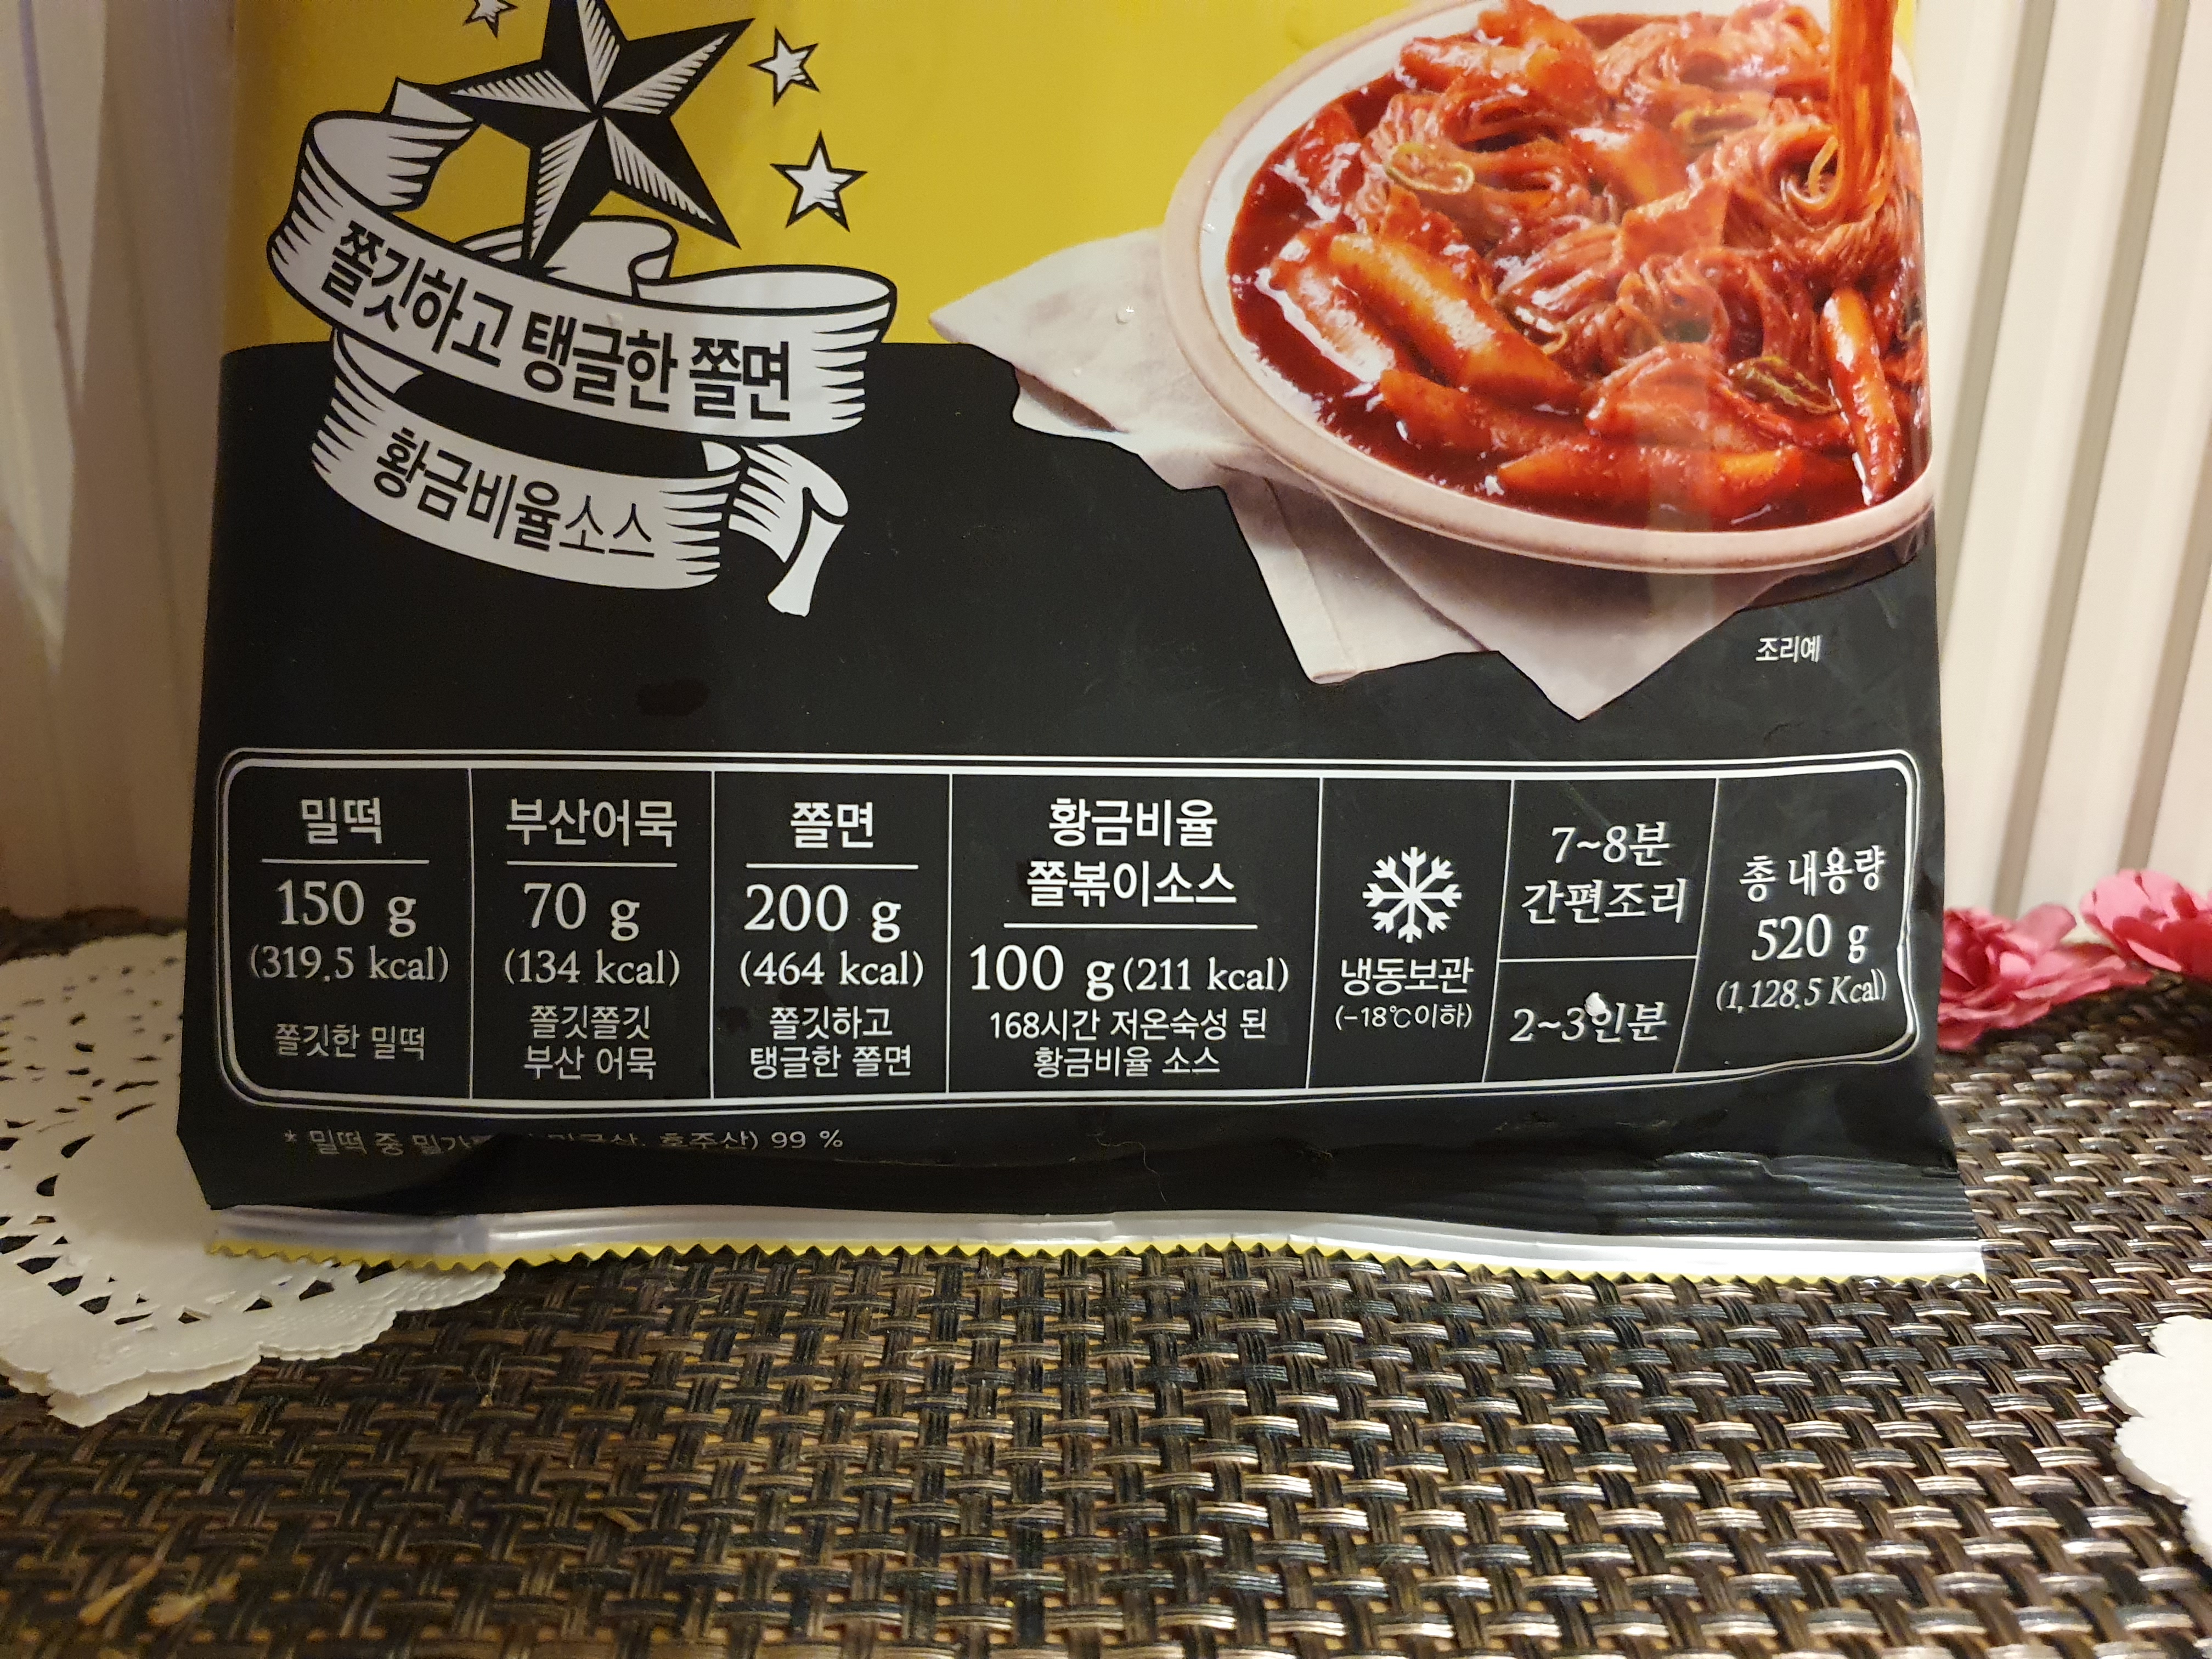 쫄깃하고 탱글한 쫄면
황금비율소스
조리예
밀떡
150 g
(319.5 kcal)
쫄깃한 밀떡
부산어묵
70 g
(134 kcal)
쫄깃쫄깃
부산 어묵
쫄면
200 g
(464 kcal)
쫄깃하고
탱글한 쫄면
황금비율
쫄볶이소스
100 g (211 kcal)
168시간 저온숙성 된
황금비율 소스
냉동보관
(-18℃이하)
7~8분
간편조리
2~3인분
총 내용량
520 g
(1,128.5 Kcal)
* 밀떡 중 호주산) 99 %